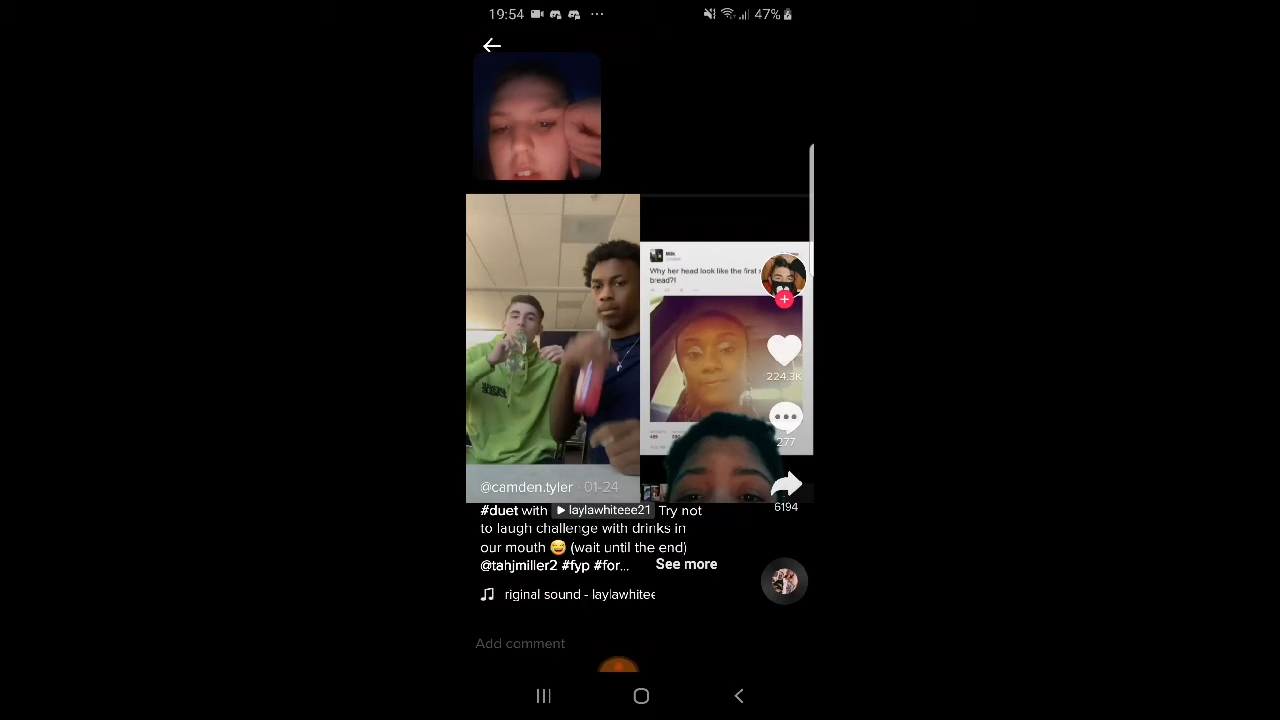 19:54
47%
Milk
Why her head look like the first
bread?!
224.3K
277
@camden.tyler · 01-24
6194
#duet with laylawhiteee21 Try not
to laugh challenge with drinks in
our mouth 😅 (wait until the end)
@tahjmiller2 #fyp #for... See more
riginal sound - laylawhitee
Add comment